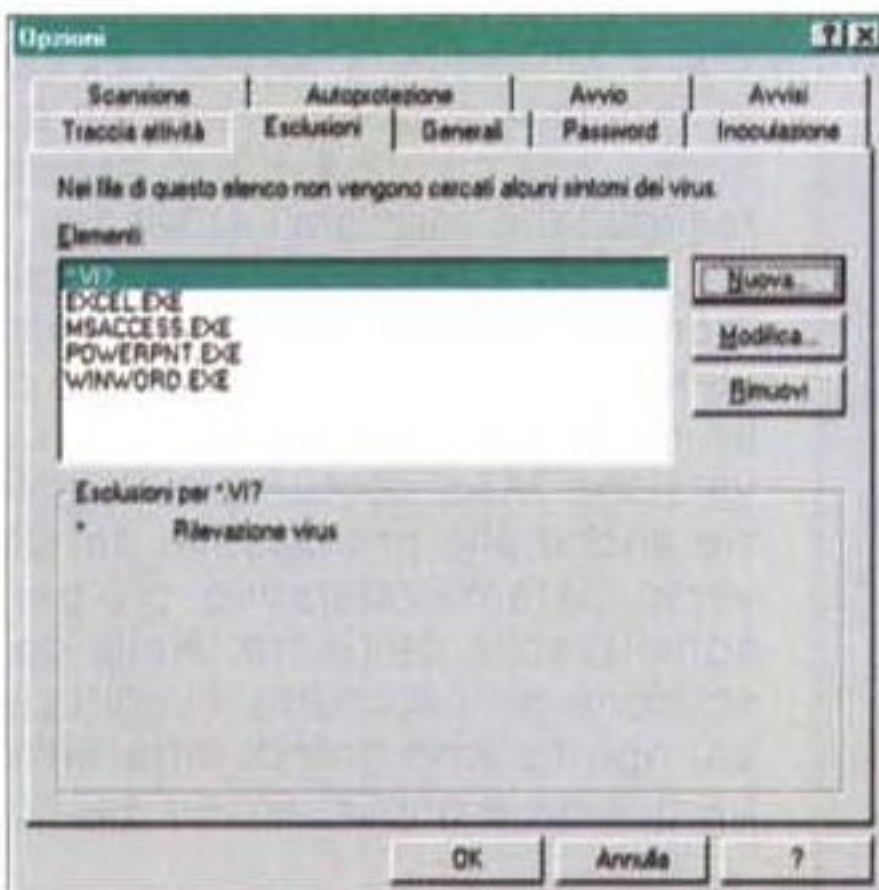 Opzioni
Scansione Autoprotezione Avvio Avvisi
Traccia attività Esclusioni Generali Password Inoculazione
Nei file di questo elenco non vengono cercati alcuni sintomi dei virus.
Elementi:
*.VI?
EXCEL.EXE
MSACCESS.EXE
POWERPNT.EXE
WINWORD.EXE
Nuova...
Modifica...
Rimuovi
Esclusioni per *.VI?
* Rilevazione virus
OK Annulla ?